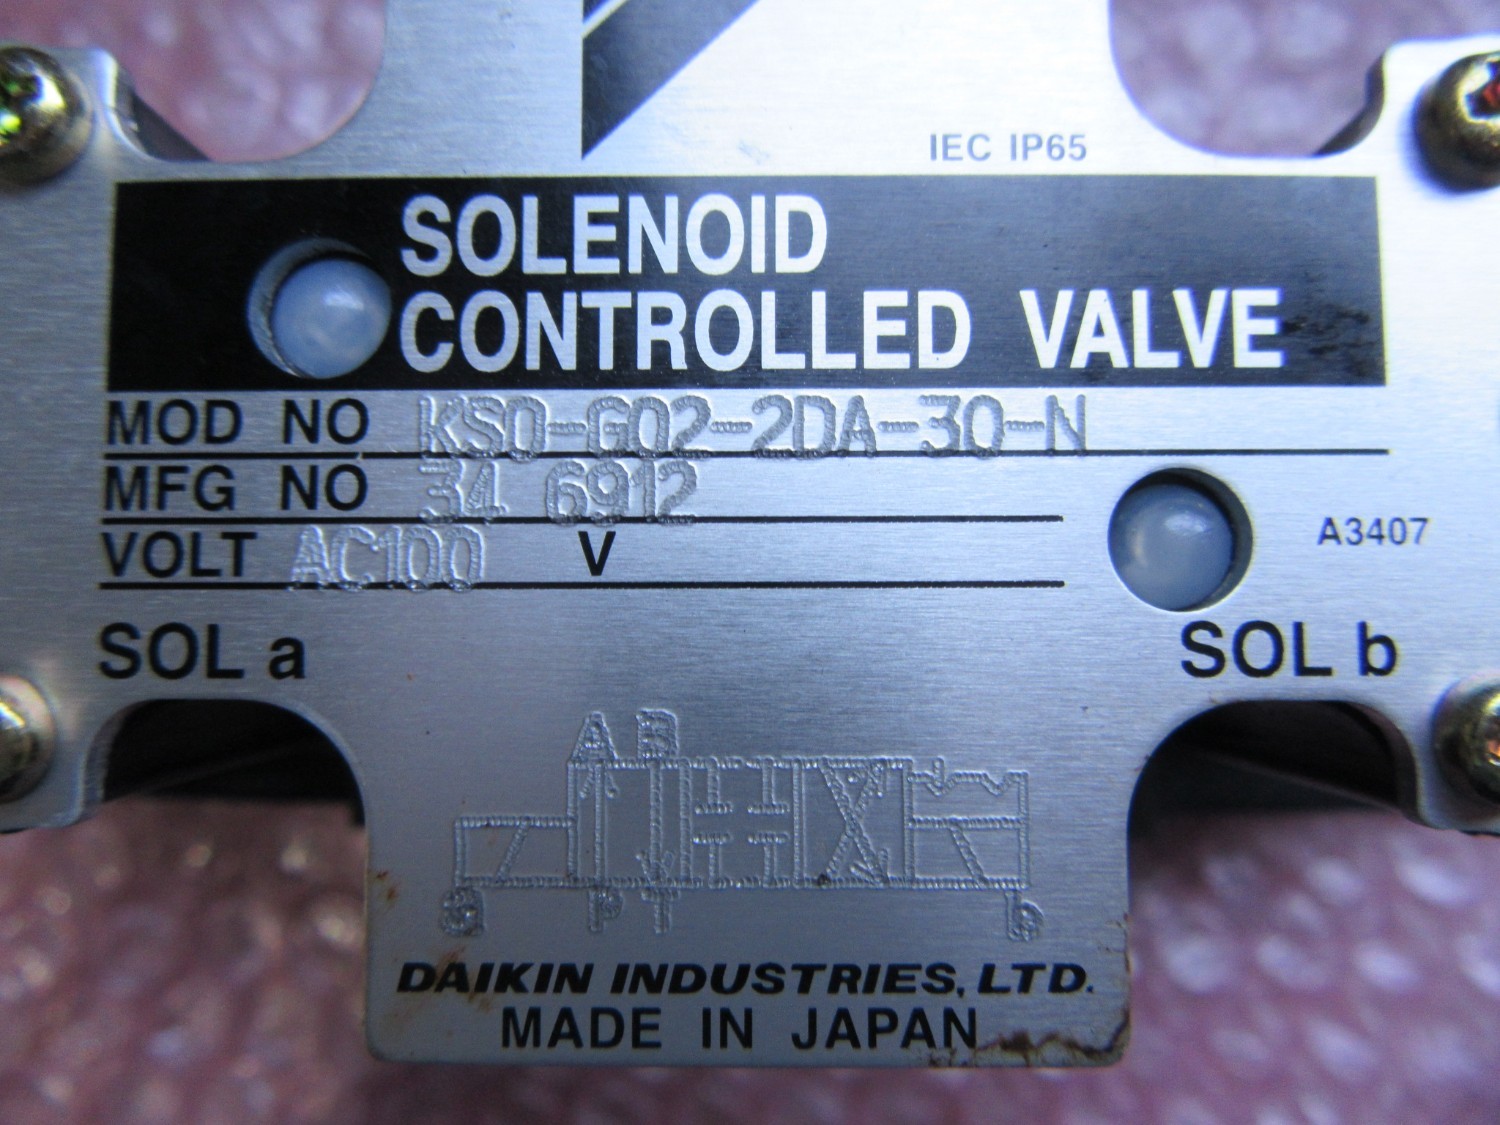 IEC IP65
SOLENOID
CONTROLLED VALVE
MOD NO KSO-G02-2DA-30-N
MFG NO 34 6912
VOLT AC100 V
A3407
SOL a
SOL b
A B
a P T b
DAIKIN INDUSTRIES, LTD.
MADE IN JAPAN